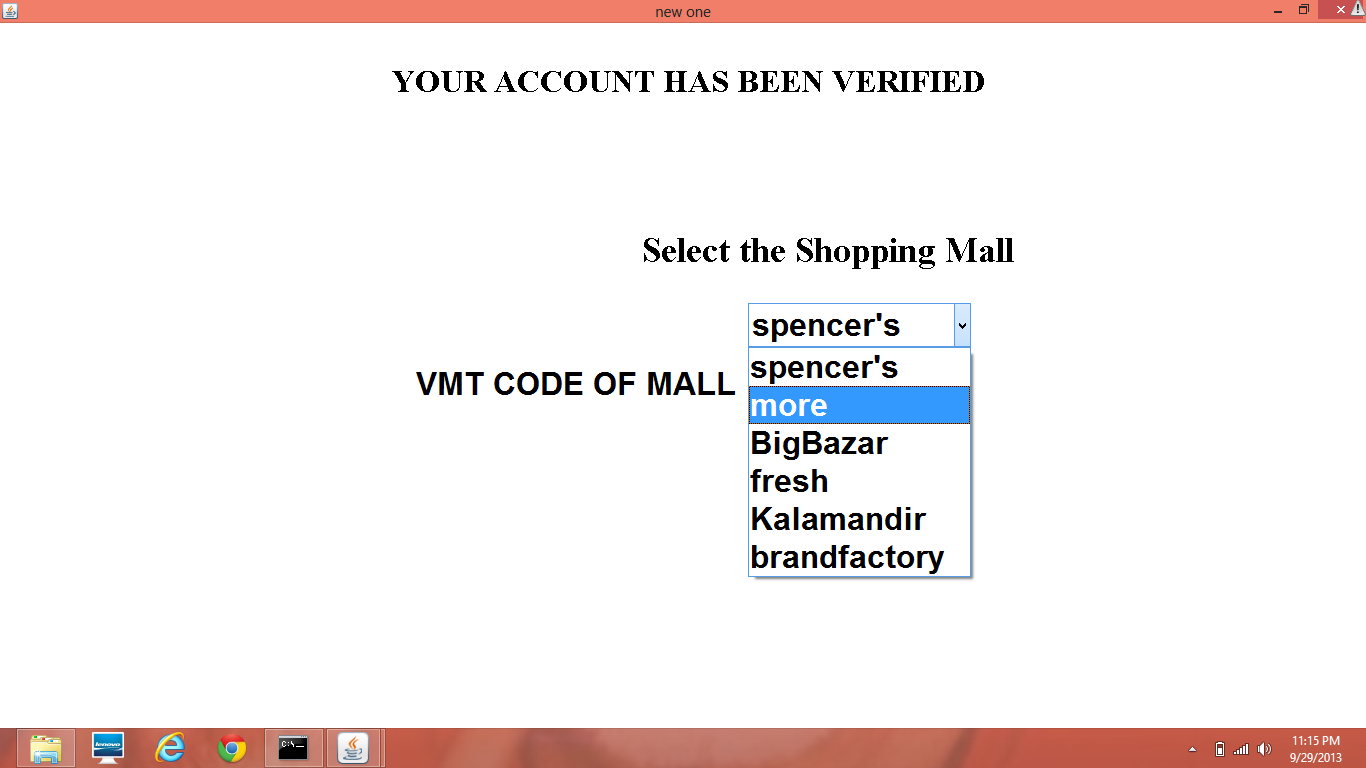 new one
YOUR ACCOUNT HAS BEEN VERIFIED
Select the Shopping Mall
spencer's
VMT CODE OF MALL
spencer's
more
BigBazar
fresh
Kalamandir
brandfactory
lenovo
C:\_
11:15 PM
9/29/2013